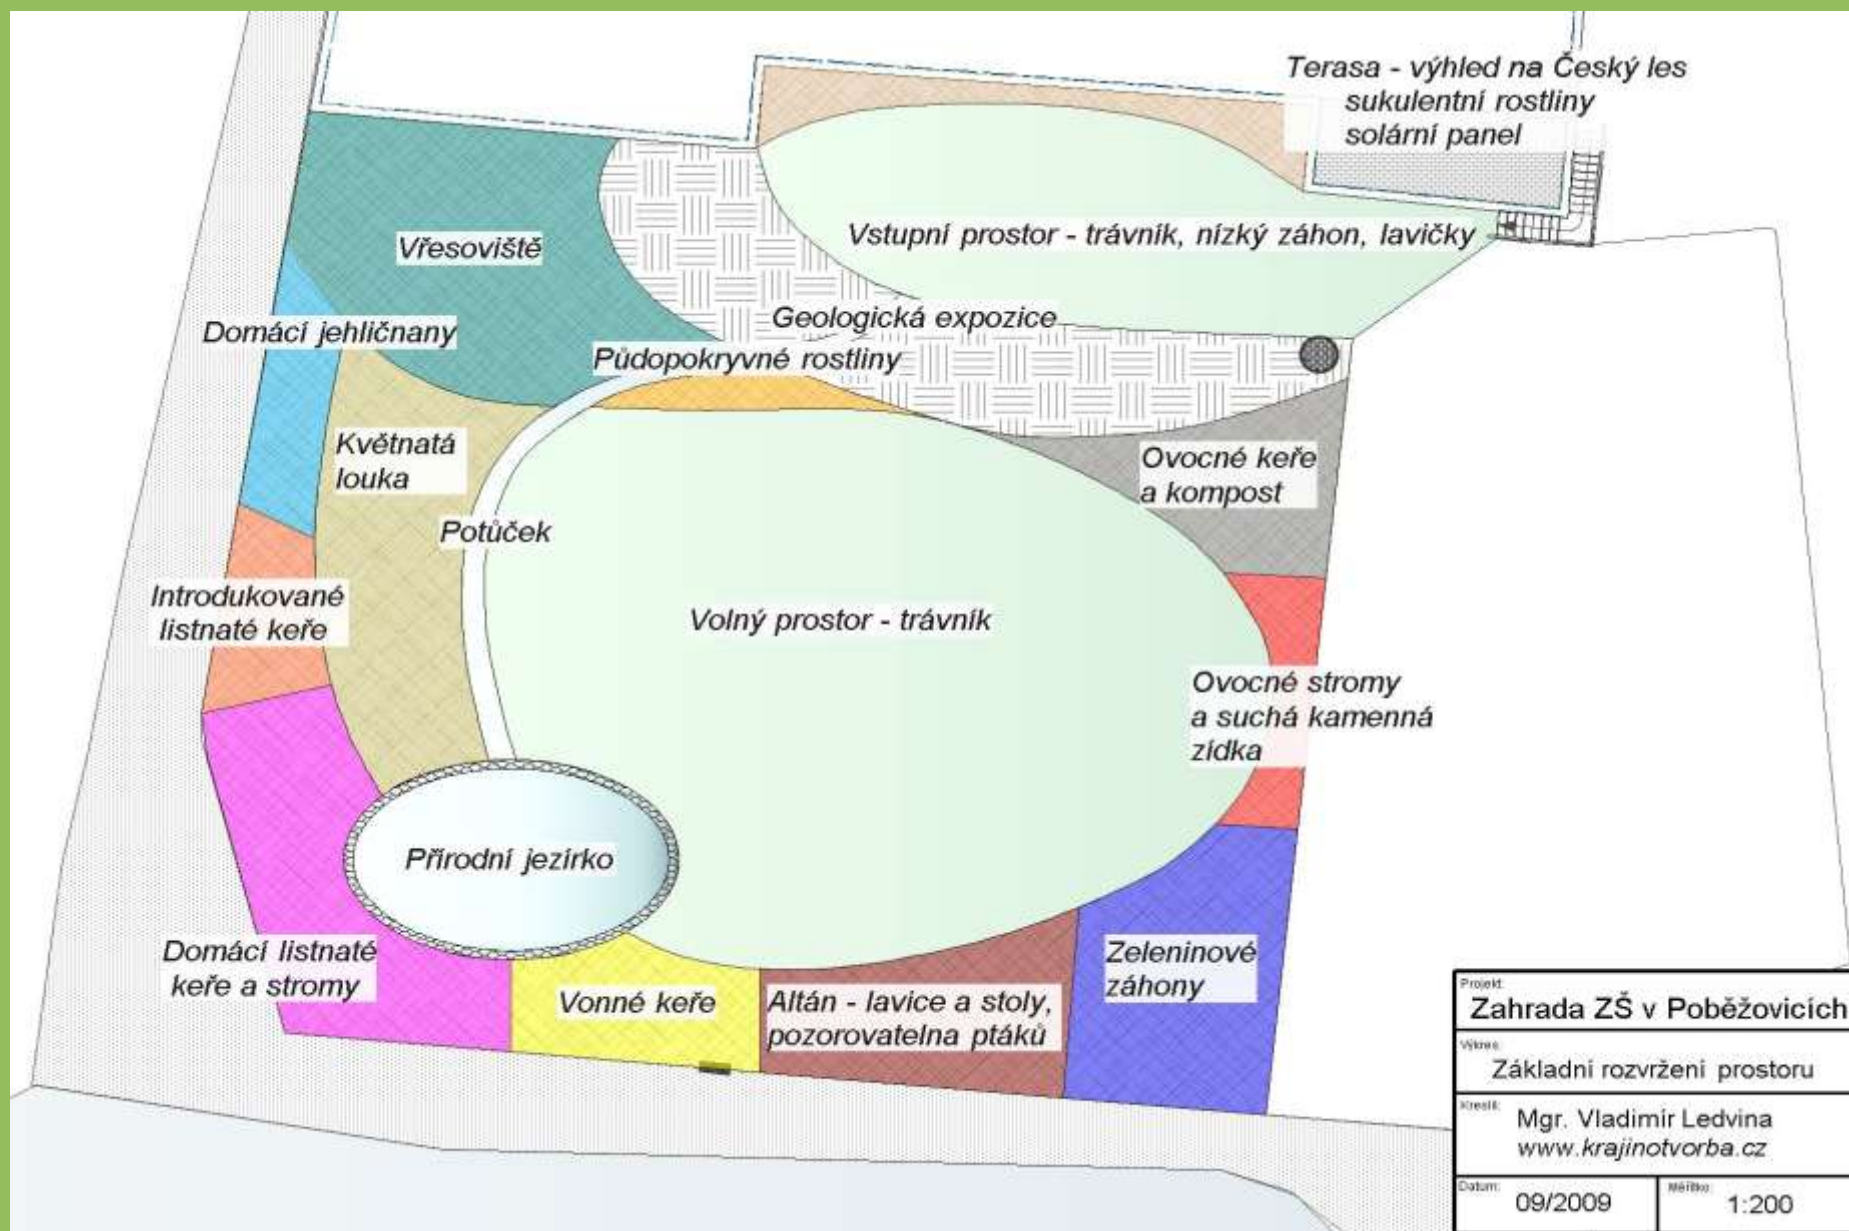 Terasa - výhled na Český les
sukulentní rostliny
solární panel
Vřesoviště
Vstupní prostor - trávník, nízký záhon, lavičky
Domácí jehličnany
Geologická expozice
Půdopokryvné rostliny
Květnatá
louka
Ovocné keře
a kompost
Potůček
Introdukované
listnaté keře
Volný prostor - trávník
Ovocné stromy
a suchá kamenná
zídka
Přírodní jezírko
Domácí listnaté
keře a stromy
Vonné keře
Altán - lavice a stoly,
pozorovatelna ptáků
Zeleninové
záhony
Projekt:
Zahrada ZŠ v Poběžovicích
Výkres:
Základní rozvržení prostoru
Kreslil:
Mgr. Vladimír Ledvina
www.krajinotvorba.cz
Datum:
09/2009
Měřítko:
1:200